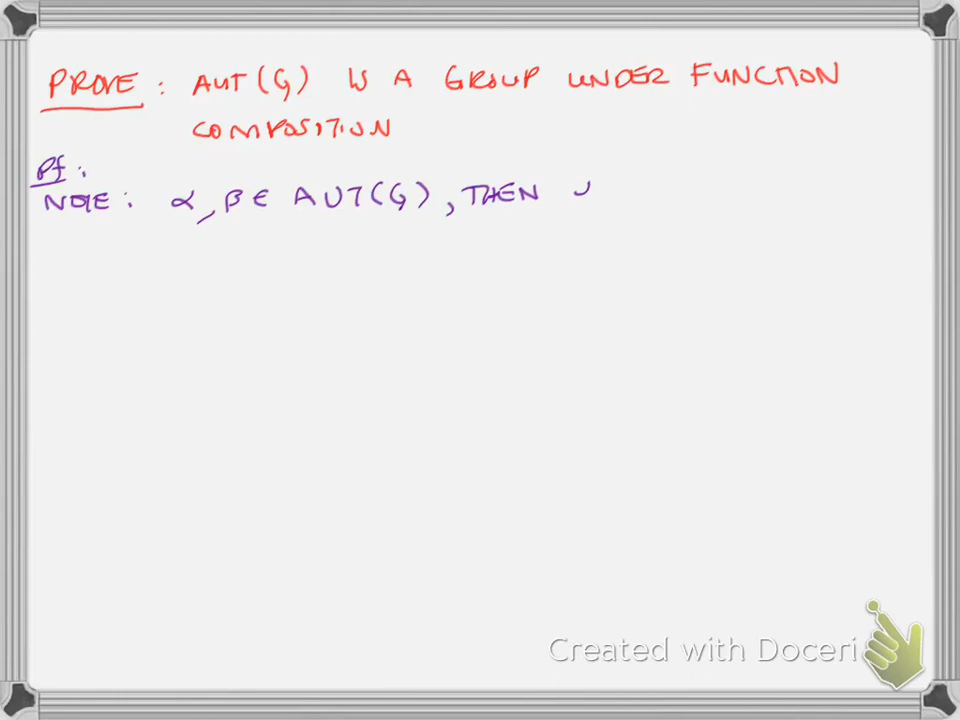 PROVE : AUT(G) IS A GROUP UNDER FUNCTION
COMPOSITION
Pf :
NOTE : α, β ∈ AUT(G), THEN
Created with Doceri